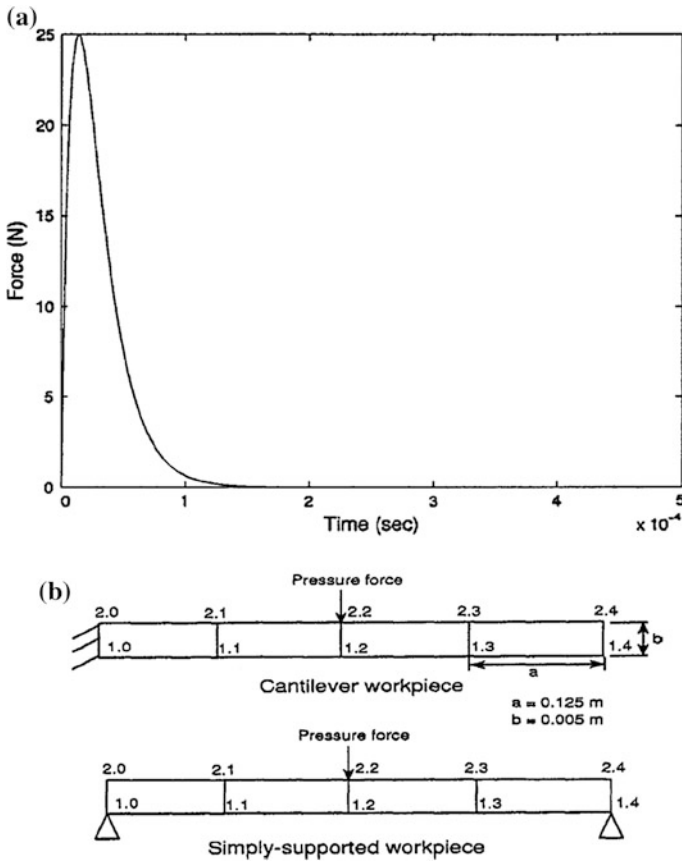 (a)
25
20
15
10
5
0
Force (N)
0 1 2 3 4 5
Time (sec)
x 10⁻⁴
(b)
Pressure force
2.0 2.1 2.2 2.3 2.4
1.0 1.1 1.2 1.3 1.4
b
a
Cantilever workpiece
a = 0.125 m
b = 0.005 m
Pressure force
2.0 2.1 2.2 2.3 2.4
1.0 1.1 1.2 1.3 1.4
Simply-supported workpiece